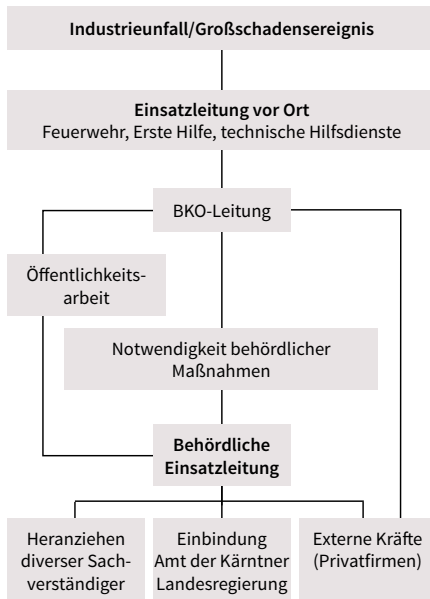 Industrieunfall/Großschadensereignis
Einsatzleitung vor Ort
Feuerwehr, Erste Hilfe, technische Hilfsdienste
BKO-Leitung
Öffentlichkeits-
arbeit
Notwendigkeit behördlicher
Maßnahmen
Behördliche
Einsatzleitung
Heranziehen
diverser Sach-
verständiger
Einbindung
Amt der Kärntner
Landesregierung
Externe Kräfte
(Privatfirmen)